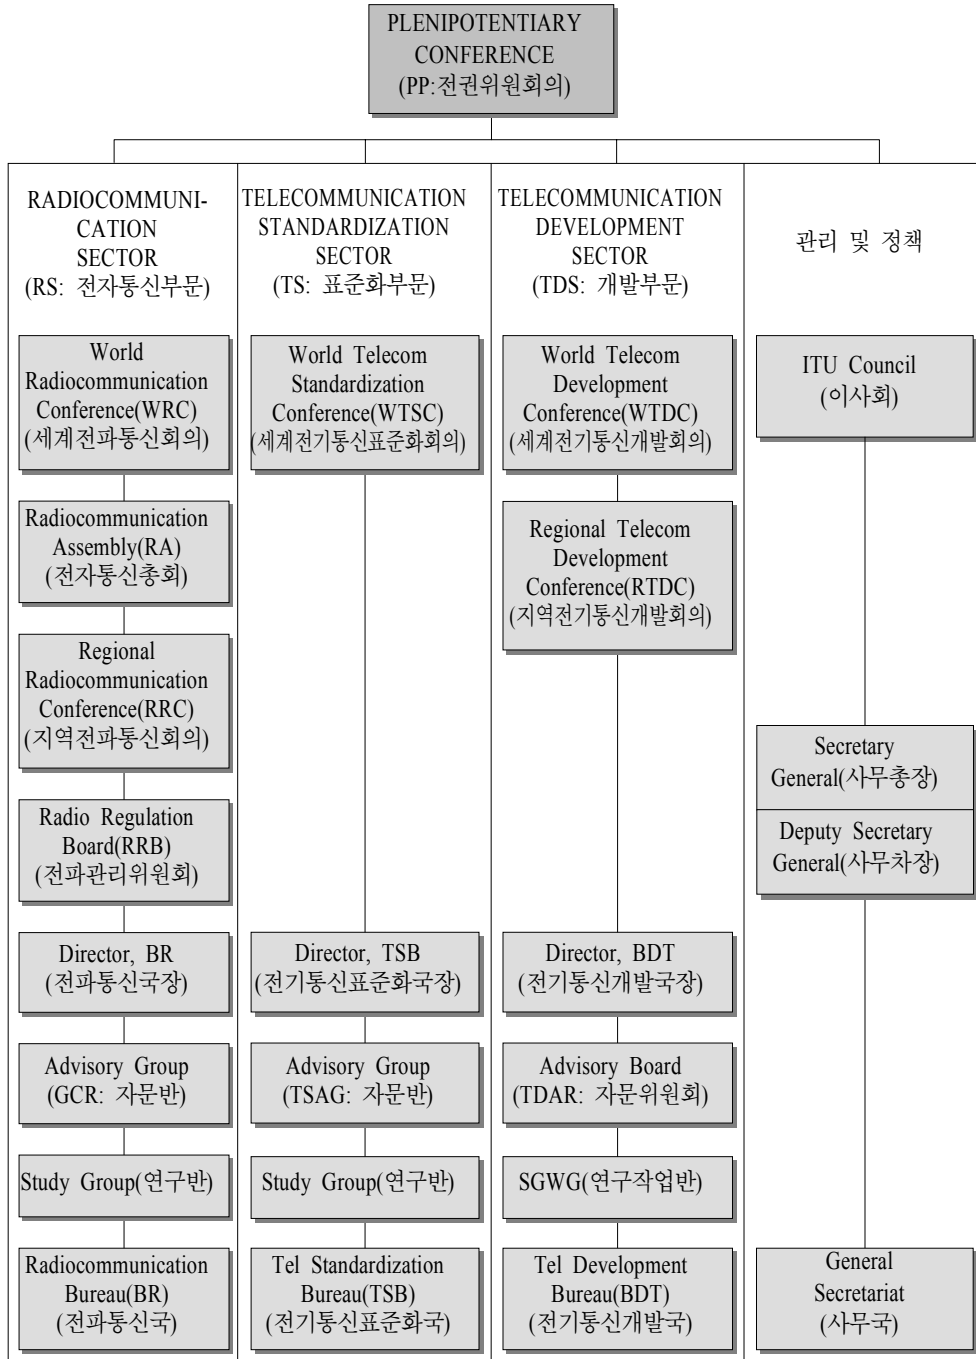 PLENIPOTENTIARY
CONFERENCE
(PP:전권위원회의)
RADIOCOMMUNI-
CATION
SECTOR
(RS: 전자통신부문)
World
Radiocommunication
Conference(WRC)
(세계전파통신회의)
Radiocommunication
Assembly(RA)
(전자통신총회)
Regional
Radiocommunication
Conference(RRC)
(지역전파통신회의)
Radio Regulation
Board(RRB)
(전파관리위원회)
Director, BR
(전파통신국장)
Advisory Group
(GCR: 자문반)
Study Group(연구반)
Radiocommunication
Bureau(BR)
(전파통신국)
TELECOMMUNICATION
STANDARDIZATION
SECTOR
(TS: 표준화부문)
World Telecom
Standardization
Conference(WTSC)
(세계전기통신표준화회의)
Director, TSB
(전기통신표준화국장)
Advisory Group
(TSAG: 자문반)
Study Group(연구반)
Tel Standardization
Bureau(TSB)
(전기통신표준화국)
TELECOMMUNICATION
DEVELOPMENT
SECTOR
(TDS: 개발부문)
World Telecom
Development
Conference(WTDC)
(세계전기통신개발회의)
Regional Telecom
Development
Conference(RTDC)
(지역전기통신개발회의)
Director, BDT
(전기통신개발국장)
Advisory Board
(TDAR: 자문위원회)
SGWG(연구작업반)
Tel Development
Bureau(BDT)
(전기통신개발국)
관리 및 정책
ITU Council
(이사회)
Secretary
General(사무총장)
Deputy Secretary
General(사무차장)
General
Secretariat
(사무국)